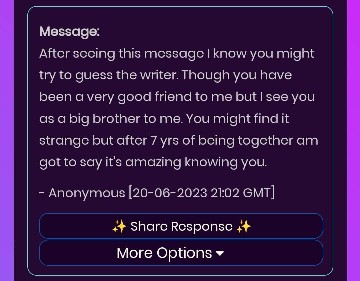 Message:
After seeing this message I know you might
try to guess the writer. Though you have
been a very good friend to me but I see you
as a big brother to me. You might find it
strange but after 7 yrs of being together am
got to say it's amazing knowing you.
- Anonymous [20-06-2023 21:02 GMT]
✨ Share Response ✨
More Options ▾